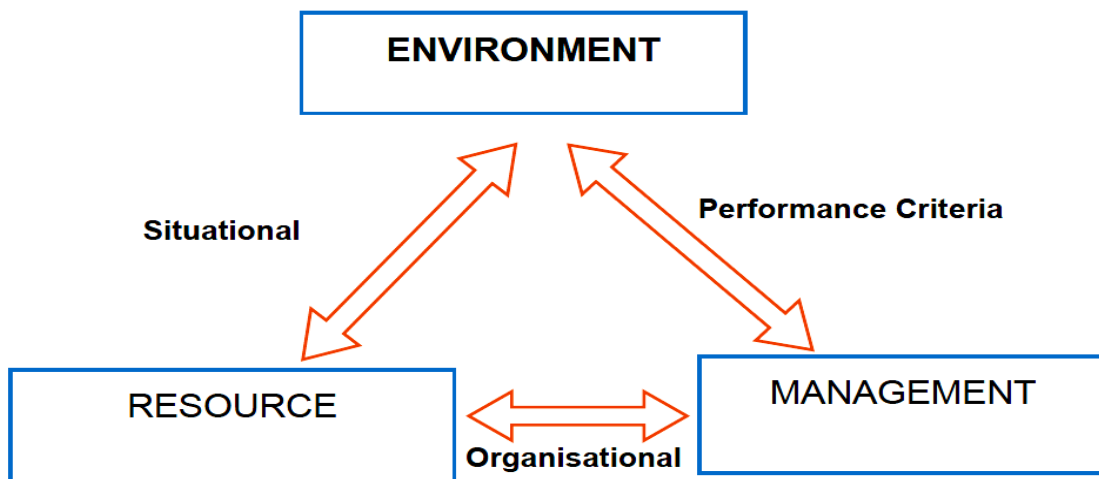 ENVIRONMENT
Situational
Performance Criteria
RESOURCE
MANAGEMENT
Organisational